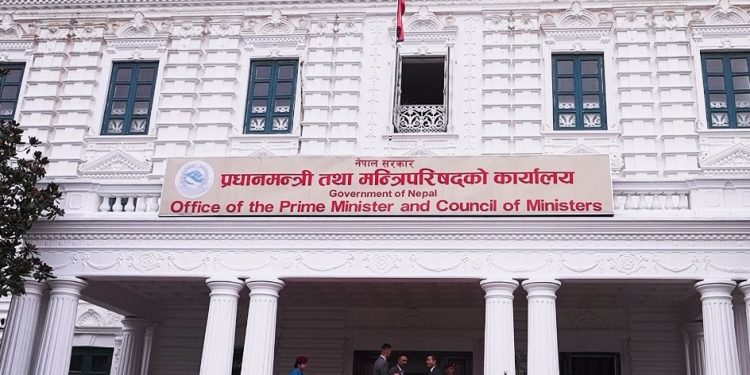 नेपाल सरकार
प्रधानमन्त्री तथा मन्त्रिपरिषद्को कार्यालय
Government of Nepal
Office of the Prime Minister and Council of Ministers